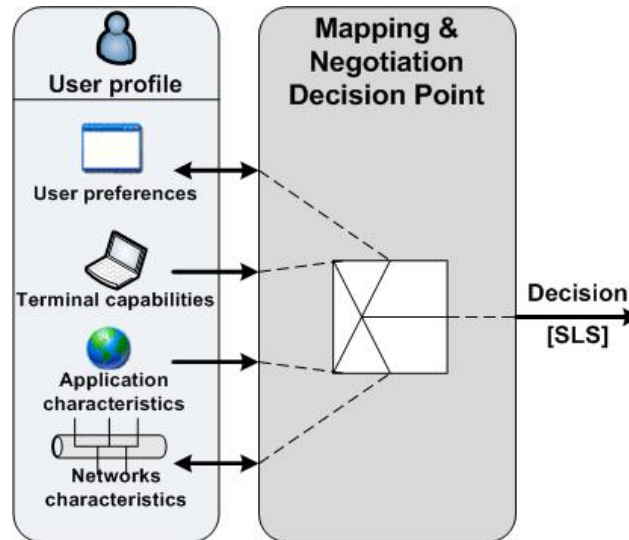 User profile
User preferences
Terminal capabilities
Application
characteristics
Networks
characteristics
Mapping &
Negotiation
Decision Point
Decision
[SLS]